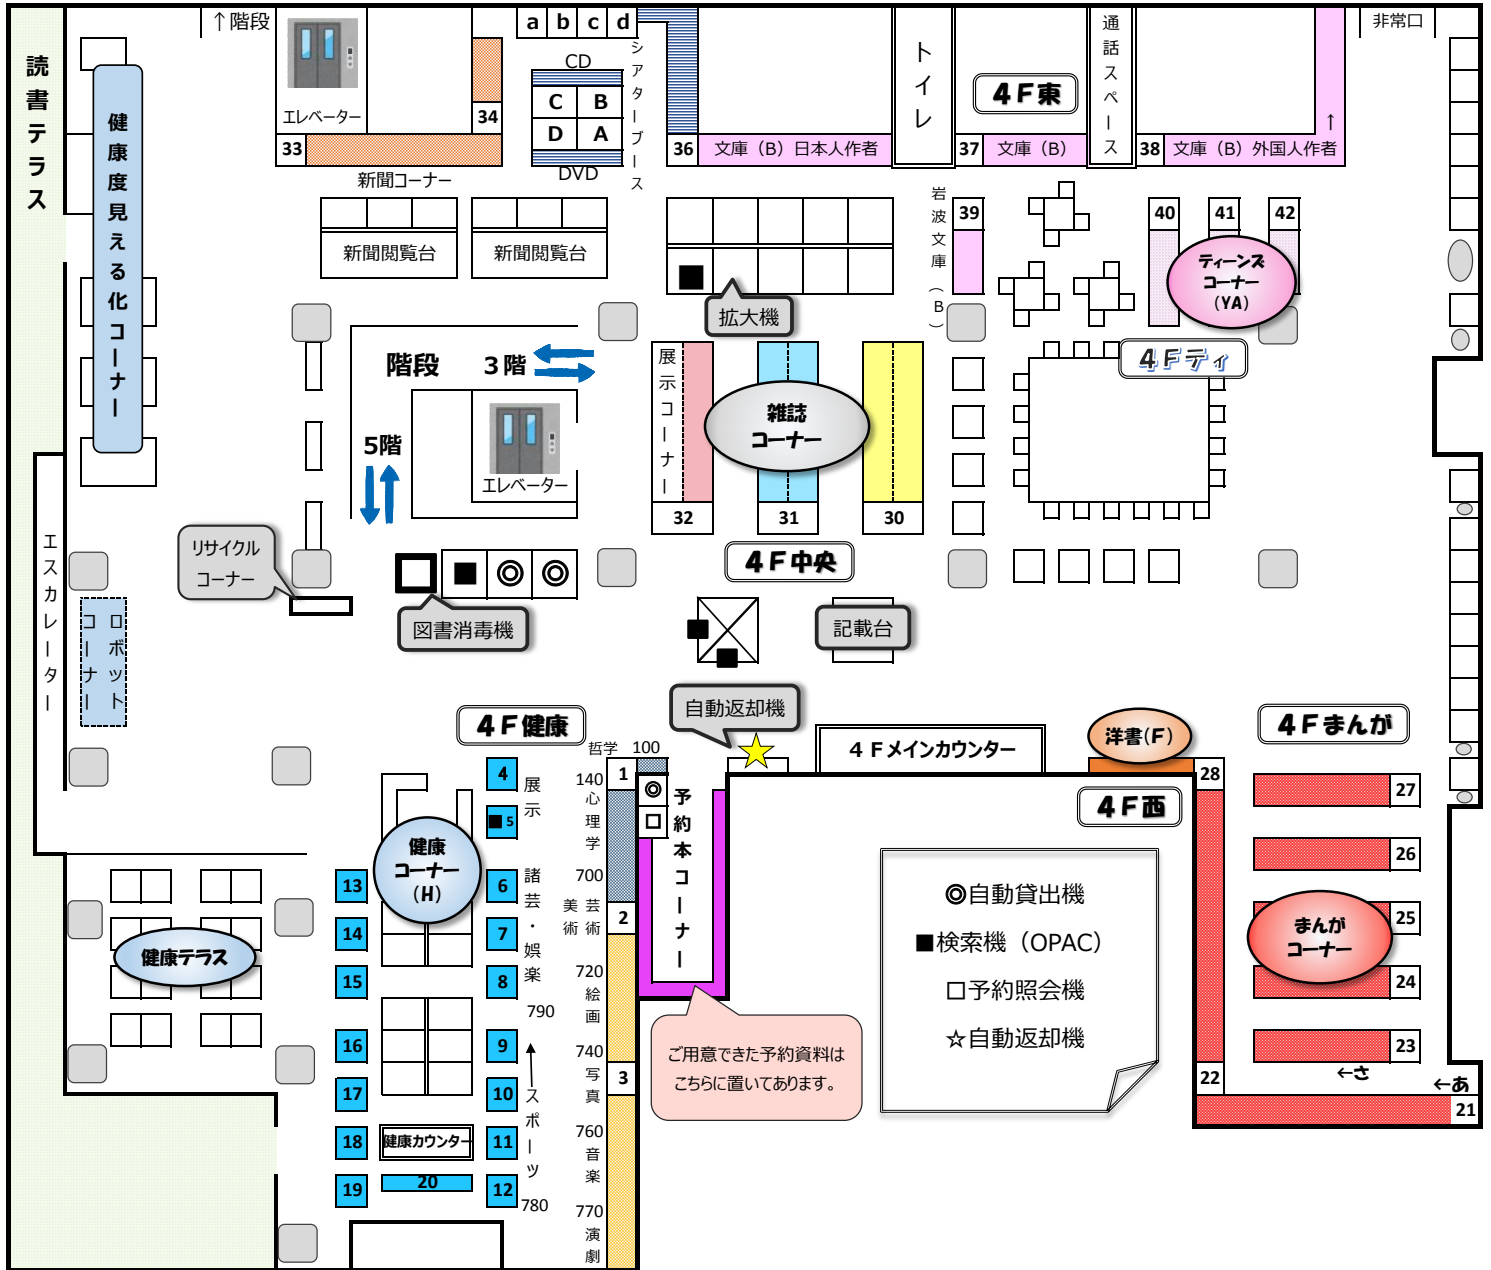 ↑階段
a b c d
非常口
読書テラス
健康度見える化コーナー
エレベーター
33
34
新聞コーナー
新聞閲覧台
新聞閲覧台
CD
C B
D A
DVD
シアターブース
36
文庫（B）日本人作者
トイレ
4F東
37
文庫（B）
通話スペース
38
文庫（B）外国人作者
↑
岩波文庫（B）
39
40
41
42
ティーンズ
コーナー
(YA)
拡大機
階段
3階
5階
エレベーター
展示コーナー
雑誌
コーナー
32
31
30
4Fティ
4F中央
リサイクル
コーナー
図書消毒機
記載台
エスカレーター
ロボット
コーナー
4F健康
自動返却機
4Fメインカウンター
洋書(F)
4Fまんが
4F西
哲学 100
1
140
心理学
700
芸術
美術
2
720
絵画
740
写真
3
760
音楽
770
演劇
予約本コーナー
ご用意できた予約資料は
こちらに置いてあります。
4
展示
■5
健康
コーナー
(H)
6
諸芸・娯楽
7
8
790
9
スポーツ
10
11
12
780
13
14
15
16
17
18
19
健康カウンター
20
健康テラス
◎自動貸出機
■検索機（OPAC）
□予約照会機
☆自動返却機
28
27
26
25
24
23
22
21
まんが
コーナー
←さ
←あ